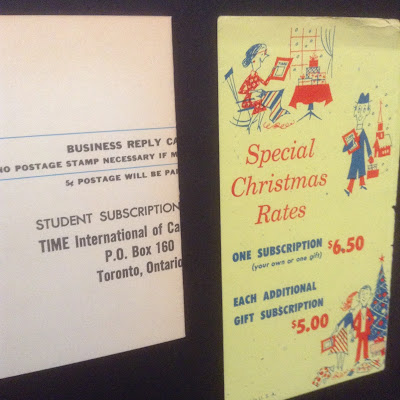 BUSINESS REPLY CA
NO POSTAGE STAMP NECESSARY IF M
5¢ POSTAGE WILL BE PAI
STUDENT SUBSCRIPTION
TIME International of Ca
P.O. Box 160
Toronto, Ontario
TIME
Special
Christmas
Rates
ONE SUBSCRIPTION $6.50
(your own or one gift)
EACH ADDITIONAL
GIFT SUBSCRIPTION
$5.00